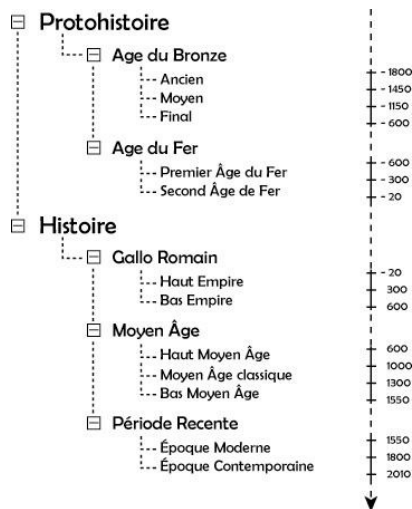 Protohistoire
Age du Bronze
Ancien
- 1800
Moyen
- 1450
- 1150
Final
- 600
Age du Fer
- 600
Premier Âge du Fer
- 300
Second Âge de Fer
- 20
Histoire
Gallo Romain
- 20
Haut Empire
300
Bas Empire
600
Moyen Âge
600
Haut Moyen Âge
1000
Moyen Âge classique
1300
Bas Moyen Âge
1550
Période Recente
1550
Époque Moderne
1800
Époque Contemporaine
2010